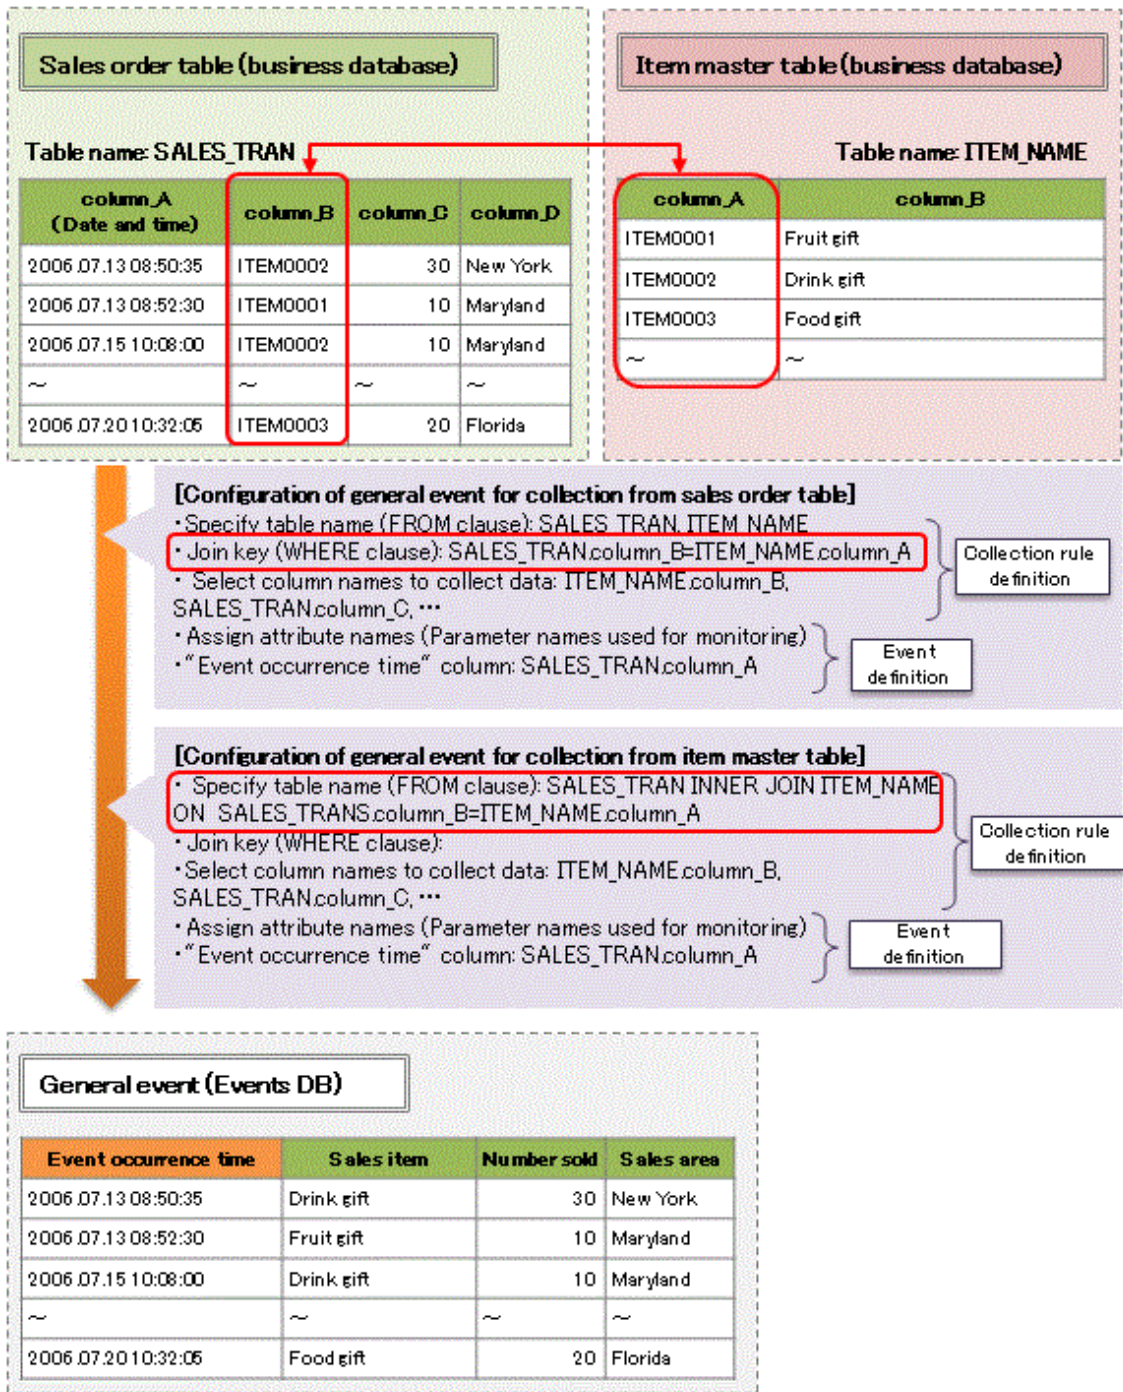 Sales order table (business database)
Item master table (business database)
Table name: SALES_TRAN
Table name: ITEM_NAME
column_A
(Date and time)
column_B
column_C
column_D
2006.07.13 08:50:35 ITEM0002 30 New York
2006.07.13 08:52:30 ITEM0001 10 Maryland
2006.07.15 10:08:00 ITEM0002 10 Maryland
~ ~ ~ ~
2006.07.20 10:32:05 ITEM0003 20 Florida
column_A column_B
ITEM0001 Fruit gift
ITEM0002 Drink gift
ITEM0003 Food gift
~ ~
[Configuration of general event for collection from sales order table]
・Specify table name (FROM clause): SALES_TRAN, ITEM_NAME
・Join key (WHERE clause): SALES_TRAN.column_B=ITEM_NAME.column_A
・ Select column names to collect data: ITEM_NAME.column_B,
SALES_TRAN.column_C, ･･･
・Assign attribute names (Parameter names used for monitoring)
・"Event occurrence time" column: SALES_TRAN.column_A
Collection rule
definition
Event
definition
[Configuration of general event for collection from item master table]
・ Specify table name (FROM clause): SALES_TRAN INNER JOIN ITEM_NAME
ON SALES_TRANS.column_B=ITEM_NAME.column_A
・Join key (WHERE clause):
・Select column names to collect data: ITEM_NAME.column_B,
SALES_TRAN.column_C, ･･･
・Assign attribute names (Parameter names used for monitoring)
・"Event occurrence time" column: SALES_TRAN.column_A
Collection rule
definition
Event
definition
General event (Events DB)
Event occurrence time Sales item Number sold Sales area
2006.07.13 08:50:35 Drink gift 30 New York
2006.07.13 08:52:30 Fruit gift 10 Maryland
2006.07.15 10:08:00 Drink gift 10 Maryland
~ ~ ~ ~
2006.07.20 10:32:05 Food gift 20 Florida